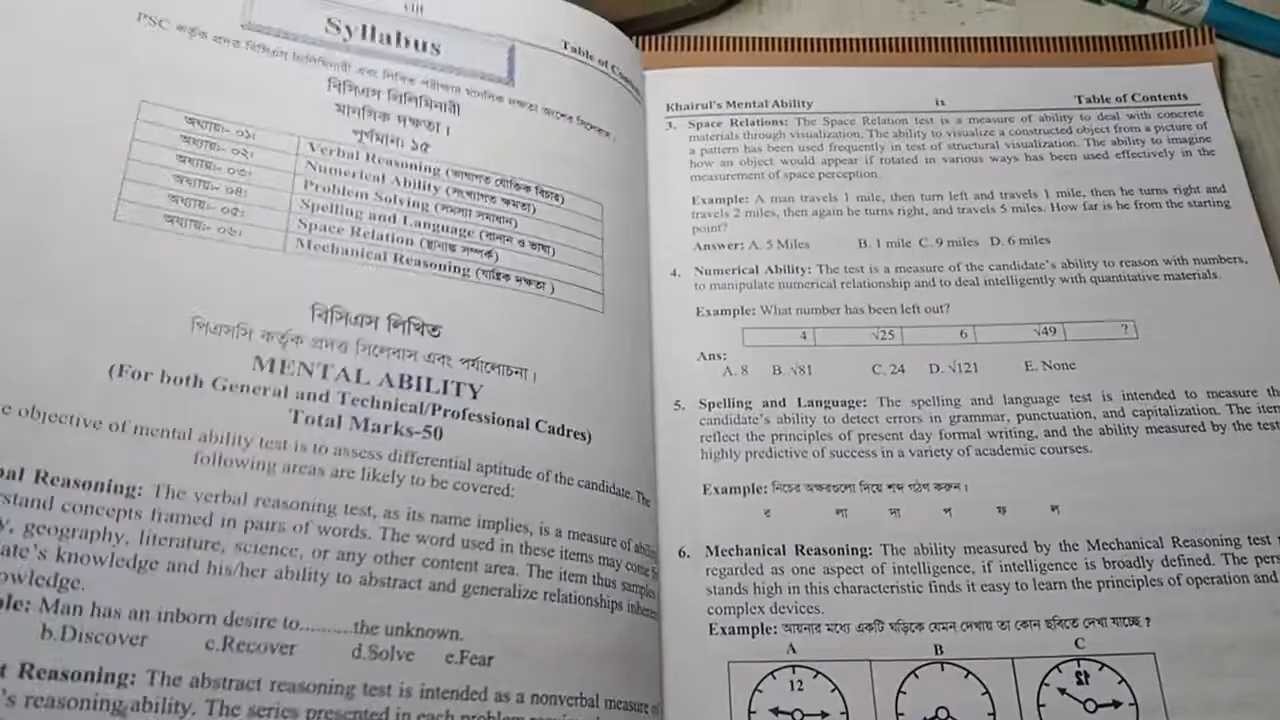 viii
Table of
Syllabus
PSC কর্তৃক প্রদত্ত বিসিএস প্রিলিমিনারী এবং লিখিত পরীক্ষার মানসিক দক্ষতা অংশের সিলেবাস।
বিসিএস প্রিলিমিনারী
মানসিক দক্ষতা।
পূর্ণমান: ১৫
অধ্যায়:- ০১: Verbal Reasoning (ভাষাগত যৌক্তিক বিচার)
অধ্যায়:- ০২: Numerical Ability (সংখ্যাগত ক্ষমতা)
অধ্যায়:- ০৩: Problem Solving (সমস্যা সমাধান)
অধ্যায়:- ০৪: Spelling and Language (বানান ও ভাষা)
অধ্যায়:- ০৫: Space Relation (স্থানাঙ্ক সম্পর্ক)
অধ্যায়:- ০৬: Mechanical Reasoning (যান্ত্রিক দক্ষতা)
বিসিএস লিখিত
পিএসসি কর্তৃক প্রদত্ত সিলেবাস এবং পর্যালোচনা।
MENTAL ABILITY
(For both General and Technical/Professional Cadres)
Total Marks-50
objective of mental ability test is to assess differential aptitude of the candidate. The
following areas are likely to be covered:
Reasoning: The verbal reasoning test, as its name implies, is a measure of
concepts framed in pairs of words. The word used in these items may come
geography, literature, science, or any other content area. The item thus samples
knowledge and his/her ability to abstract and generalize relationships
Man has an inborn desire to..........the unknown.
b.Discover c.Recover d.Solve e.Fear
Reasoning: The abstract reasoning test is intended as a nonverbal measure
reasoning ability. The series presented in each problem
Khairul's Mental Ability ix Table of Contents
3. Space Relations: The Space Relation test is a measure of ability to deal with concrete
materials through visualization. The ability to visualize a constructed object from a picture of
a pattern has been used frequently in test of structural visualization. The ability to imagine
how an object would appear if rotated in various ways has been used effectively in the
measurement of space perception.
Example: A man travels 1 mile, then turn left and travels 1 mile, then he turns right and
travels 2 miles, then again he turns right, and travels 5 miles. How far is he from the starting
point?
Answer: A. 5 Miles B. 1 mile C. 9 miles D. 6 miles
4. Numerical Ability: The test is a measure of the candidate's ability to reason with numbers,
to manipulate numerical relationship and to deal intelligently with quantitative materials.
Example: What number has been left out?
4 √25 6 √49 ?
Ans:
A. 8 B. √81 C. 24 D. √121 E. None
5. Spelling and Language: The spelling and language test is intended to measure
candidate's ability to detect errors in grammar, punctuation, and capitalization. The
reflect the principles of present day formal writing, and the ability measured by the test
highly predictive of success in a variety of academic courses.
Example: নিচের অক্ষরগুলো দিয়ে শব্দ গঠণ করুন।
র লা দা প ফ ল
6. Mechanical Reasoning: The ability measured by the Mechanical Reasoning test
regarded as one aspect of intelligence, if intelligence is broadly defined. The
stands high in this characteristic finds it easy to learn the principles of operation and
complex devices.
Example: আয়নার মধ্যে একটি ঘড়িকে যেমন দেখায় তা কোন ছবিতে দেখা যাচ্ছে ?
A B C
12 12